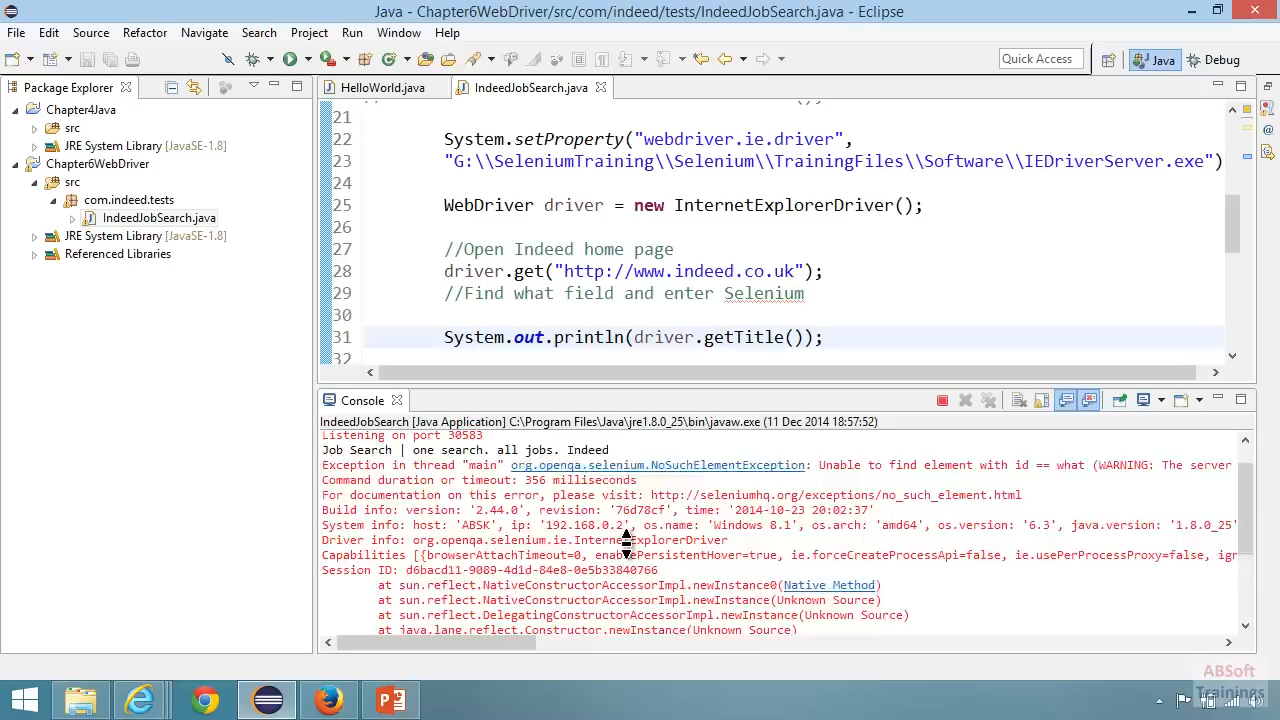 Java - Chapter6WebDriver/src/com/indeed/tests/IndeedJobSearch.java - Eclipse
File Edit Source Refactor Navigate Search Project Run Window Help
Quick Access Java Debug
Package Explorer
Chapter4Java
src
JRE System Library [JavaSE-1.8]
Chapter6WebDriver
src
com.indeed.tests
IndeedJobSearch.java
JRE System Library [JavaSE-1.8]
Referenced Libraries
HelloWorld.java IndeedJobSearch.java
21
22 System.setProperty("webdriver.ie.driver",
23 "G:\\SeleniumTraining\\Selenium\\TrainingFiles\\Software\\IEDriverServer.exe")
24
25 WebDriver driver = new InternetExplorerDriver();
26
27 //Open Indeed home page
28 driver.get("http://www.indeed.co.uk");
29 //Find what field and enter Selenium
30
31 System.out.println(driver.getTitle());
32
Console
IndeedJobSearch [Java Application] C:\Program Files\Java\jre1.8.0_25\bin\javaw.exe (11 Dec 2014 18:57:52)
Listening on port 30583
Job Search | one search. all jobs. Indeed
Exception in thread "main" org.openqa.selenium.NoSuchElementException: Unable to find element with id == what (WARNING: The server
Command duration or timeout: 356 milliseconds
For documentation on this error, please visit: http://seleniumhq.org/exceptions/no_such_element.html
Build info: version: '2.44.0', revision: '76d78cf', time: '2014-10-23 20:02:37'
System info: host: 'ABSK', ip: '192.168.0.2', os.name: 'Windows 8.1', os.arch: 'amd64', os.version: '6.3', java.version: '1.8.0_25'
Driver info: org.openqa.selenium.ie.InternetExplorerDriver
Capabilities [{browserAttachTimeout=0, enablePersistentHover=true, ie.forceCreateProcessApi=false, ie.usePerProcessProxy=false, ign
Session ID: d6bacd11-9089-4d1d-84e8-0e5b33840766
at sun.reflect.NativeConstructorAccessorImpl.newInstance0(Native Method)
at sun.reflect.NativeConstructorAccessorImpl.newInstance(Unknown Source)
at sun.reflect.DelegatingConstructorAccessorImpl.newInstance(Unknown Source)
at java.lang.reflect.Constructor.newInstance(Unknown Source)
ABSoft
Trainings